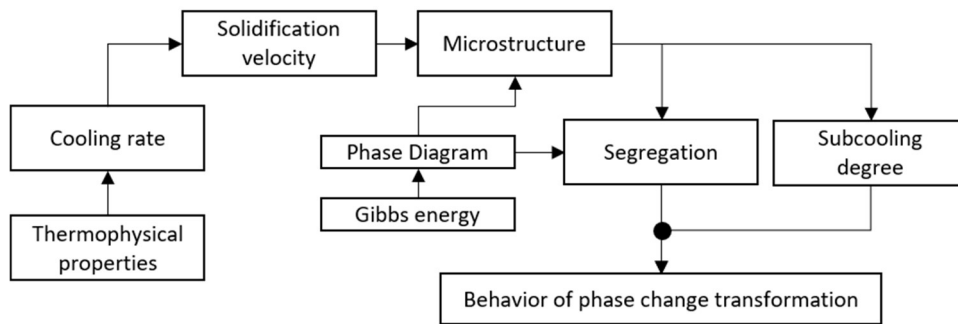 Solidification
velocity
Microstructure
Cooling rate
Phase Diagram
Segregation
Subcooling
degree
Gibbs energy
Thermophysical
properties
Behavior of phase change transformation